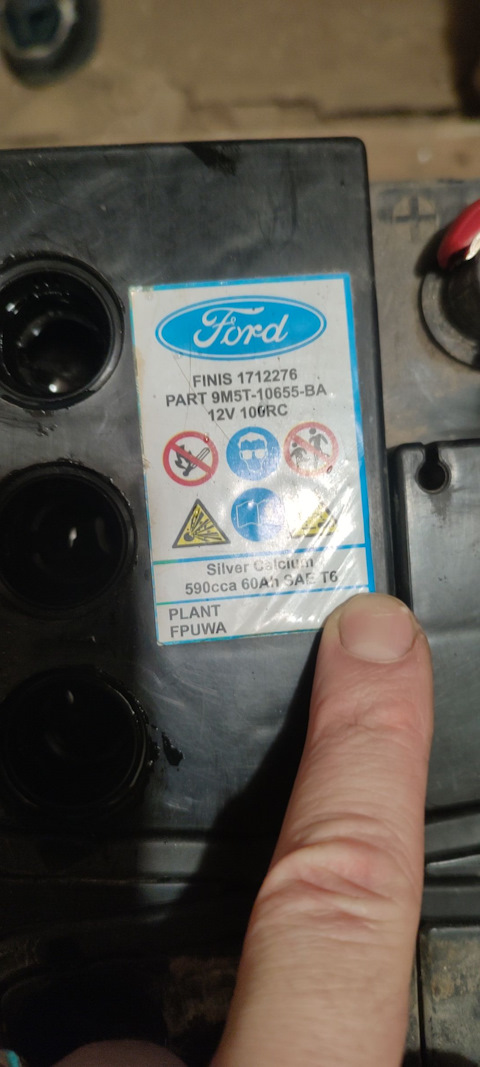 Ford
FINIS 1712276
PART 9M5T-10655-BA
12V 100RC
Silver Calcium
590cca 60Ah SAE T6
PLANT
FPUWA
+